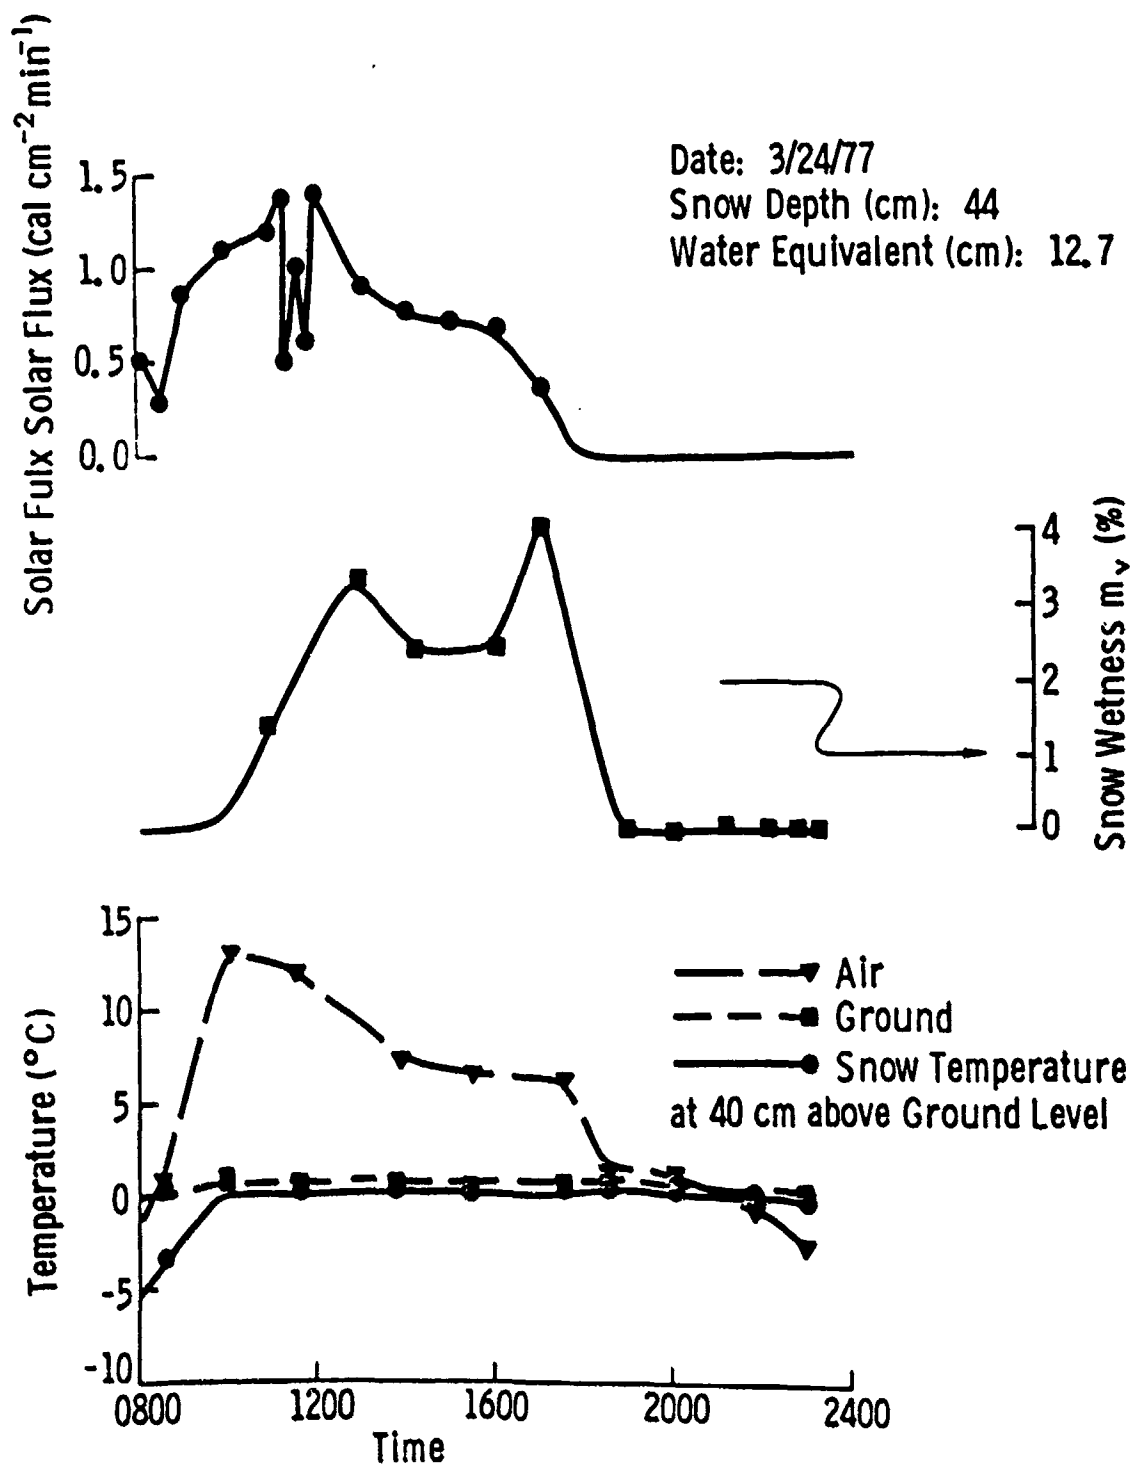 Solar Fulx Solar Flux (cal cm⁻² min⁻¹)
1.5
1.0
0.5
0.0
Date: 3/24/77
Snow Depth (cm): 44
Water Equivalent (cm): 12.7
4
3
2
1
0
Snow Wetness mᵥ (%)
15
10
5
0
-5
-10
Temperature (°C)
Air
Ground
Snow Temperature
at 40 cm above Ground Level
0800 1200 1600 2000 2400
Time